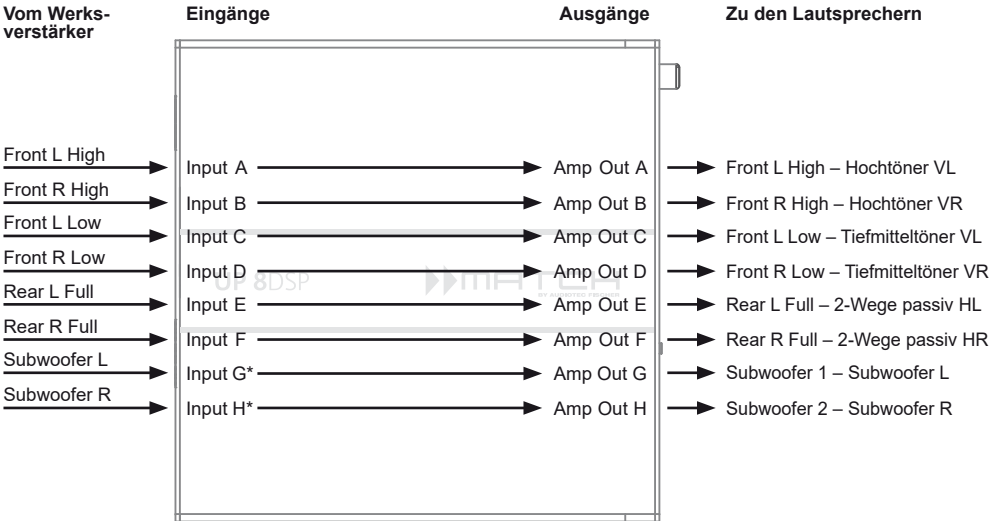 Vom Werks-
verstärker
Eingänge
Ausgänge
Zu den Lautsprechern
Front L High
Input A
Amp Out A
Front L High – Hochtöner VL
Front R High
Input B
Amp Out B
Front R High – Hochtöner VR
Front L Low
Input C
Amp Out C
Front L Low – Tiefmitteltöner VL
Front R Low
Input D
Amp Out D
Front R Low – Tiefmitteltöner VR
UP 8DSP
MATCH
Rear L Full
Input E
Amp Out E
Rear L Full – 2-Wege passiv HL
Rear R Full
Input F
Amp Out F
Rear R Full – 2-Wege passiv HR
Subwoofer L
Input G*
Amp Out G
Subwoofer 1 – Subwoofer L
Subwoofer R
Input H*
Amp Out H
Subwoofer 2 – Subwoofer R